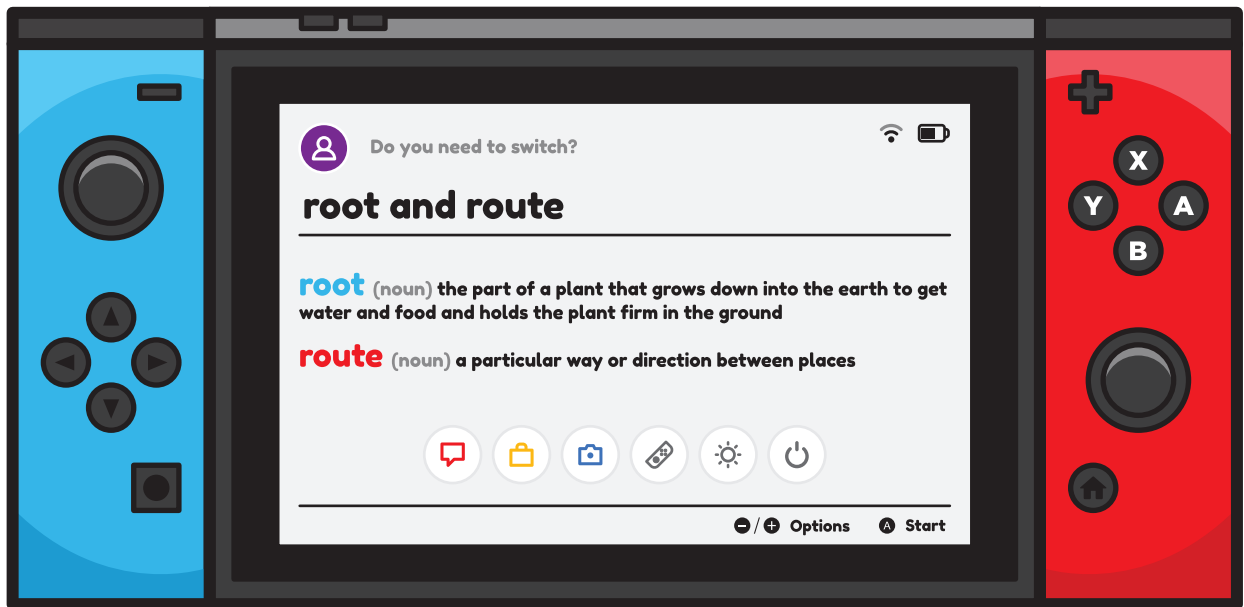 Do you need to switch?
root and route
root (noun) the part of a plant that grows down into the earth to get
water and food and holds the plant firm in the ground
route (noun) a particular way or direction between places
X
Y A
B
⊖/⊕ Options A Start